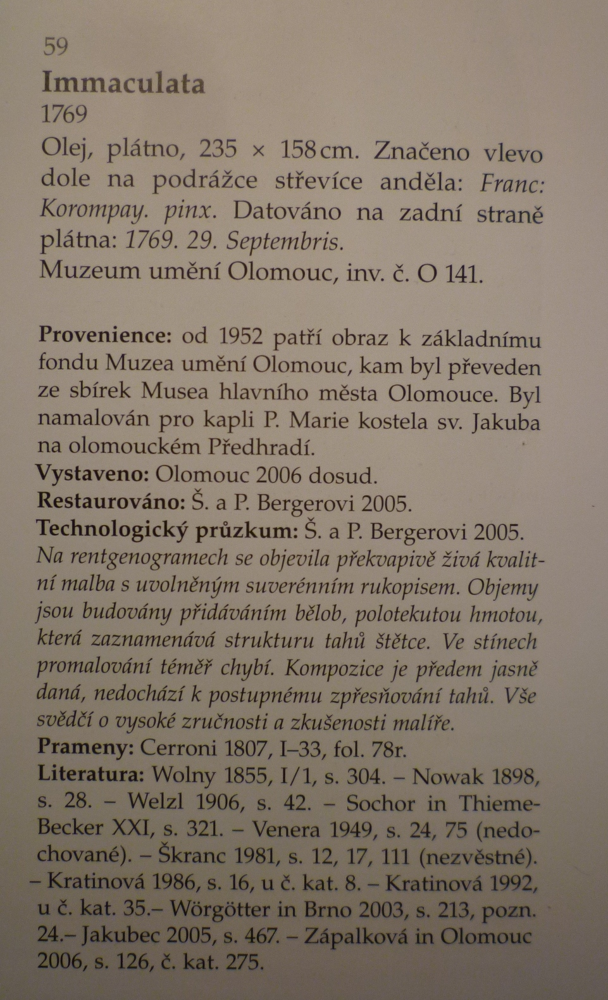 59
Immaculata
1769
Olej, plátno, 235 × 158 cm. Značeno vlevo
dole na podrážce střevíce anděla: Franc:
Korompay. pinx. Datováno na zadní straně
plátna: 1769. 29. Septembris.
Muzeum umění Olomouc, inv. č. O 141.
Provenience: od 1952 patří obraz k základnímu
fondu Muzea umění Olomouc, kam byl převeden
ze sbírek Musea hlavního města Olomouce. Byl
namalován pro kapli P. Marie kostela sv. Jakuba
na olomouckém Předhradí.
Vystaveno: Olomouc 2006 dosud.
Restaurováno: Š. a P. Bergerovi 2005.
Technologický průzkum: Š. a P. Bergerovi 2005.
Na rentgenogramech se objevila překvapivě živá kvalit-
ní malba s uvolněným suverénním rukopisem. Objemy
jsou budovány přidáváním bělob, polotekutou hmotou,
která zaznamenává strukturu tahů štětce. Ve stínech
promalování téměř chybí. Kompozice je předem jasně
daná, nedochází k postupnému zpřesňování tahů. Vše
svědčí o vysoké zručnosti a zkušenosti malíře.
Prameny: Cerroni 1807, I–33, fol. 78r.
Literatura: Wolny 1855, I/1, s. 304. – Nowak 1898,
s. 28. – Welzl 1906, s. 42. – Sochor in Thieme-
Becker XXI, s. 321. – Venera 1949, s. 24, 75 (nedo-
chované). – Škranc 1981, s. 12, 17, 111 (nezvěstné).
– Kratinová 1986, s. 16, u č. kat. 8. – Kratinová 1992,
u č. kat. 35.– Wörgötter in Brno 2003, s. 213, pozn.
24.– Jakubec 2005, s. 467. – Zápalková in Olomouc
2006, s. 126, č. kat. 275.